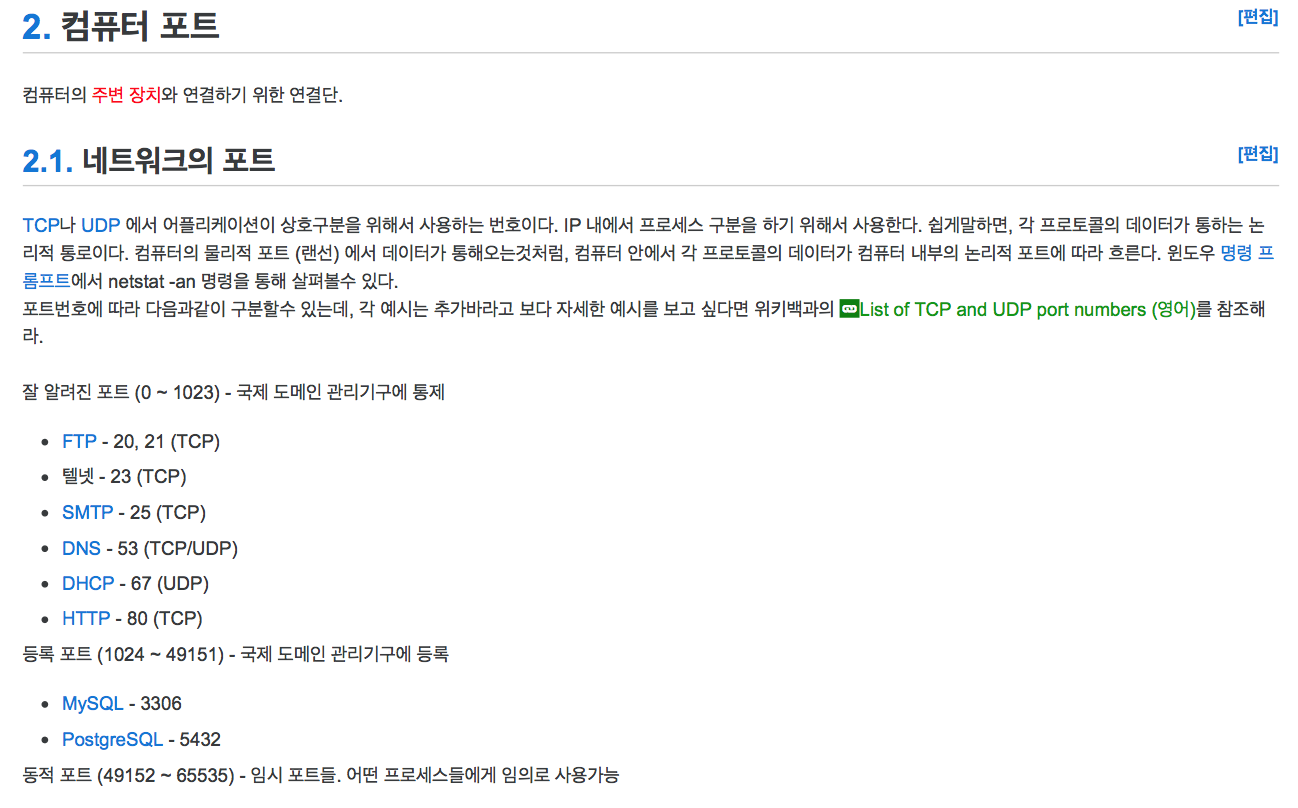 2. 컴퓨터 포트 [편집]
컴퓨터의 주변 장치와 연결하기 위한 연결단.
2.1. 네트워크의 포트 [편집]
TCP나 UDP 에서 어플리케이션이 상호구분을 위해서 사용하는 번호이다. IP 내에서 프로세스 구분을 하기 위해서 사용한다. 쉽게말하면, 각 프로토콜의 데이터가 통하는 논
리적 통로이다. 컴퓨터의 물리적 포트 (랜선) 에서 데이터가 통해오는것처럼, 컴퓨터 안에서 각 프로토콜의 데이터가 컴퓨터 내부의 논리적 포트에 따라 흐른다. 윈도우 명령 프
롬프트에서 netstat -an 명령을 통해 살펴볼수 있다.
포트번호에 따라 다음과같이 구분할수 있는데, 각 예시는 추가바라고 보다 자세한 예시를 보고 싶다면 위키백과의 List of TCP and UDP port numbers (영어)를 참조해
라.
잘 알려진 포트 (0 ~ 1023) - 국제 도메인 관리기구에 통제
• FTP - 20, 21 (TCP)
• 텔넷 - 23 (TCP)
• SMTP - 25 (TCP)
• DNS - 53 (TCP/UDP)
• DHCP - 67 (UDP)
• HTTP - 80 (TCP)
등록 포트 (1024 ~ 49151) - 국제 도메인 관리기구에 등록
• MySQL - 3306
• PostgreSQL - 5432
동적 포트 (49152 ~ 65535) - 임시 포트들. 어떤 프로세스들에게 임의로 사용가능